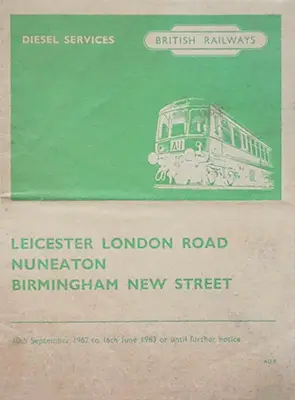 DIESEL SERVICES
BRITISH RAILWAYS
LEICESTER LONDON ROAD
NUNEATON
BIRMINGHAM NEW STREET
September 1962 to 16th June 1963 or until further notice